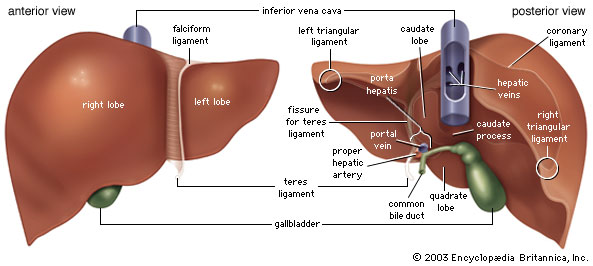 anterior view
inferior vena cava
posterior view
falciform
ligament
right lobe
left lobe
teres
ligament
gallbladder
left triangular
ligament
caudate
lobe
coronary
ligament
porta
hepatis
hepatic
veins
fissure
for teres
ligament
portal
vein
caudate
process
right
triangular
ligament
proper
hepatic
artery
common
bile duct
quadrate
lobe
© 2003 Encyclopædia Britannica, Inc.